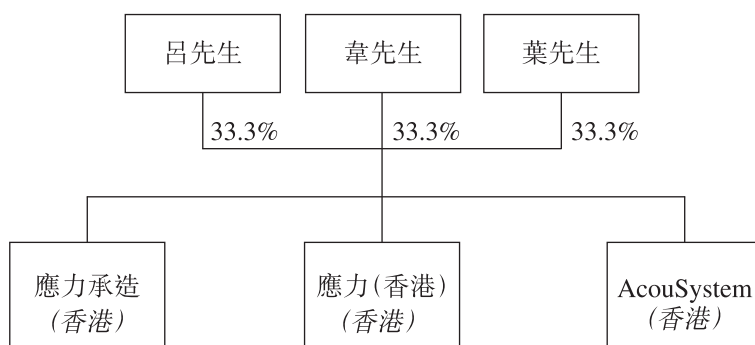 呂先生
韋先生
葉先生
33.3%
33.3%
33.3%
應力承造
(香港)
應力(香港)
(香港)
AcouSystem
(香港)